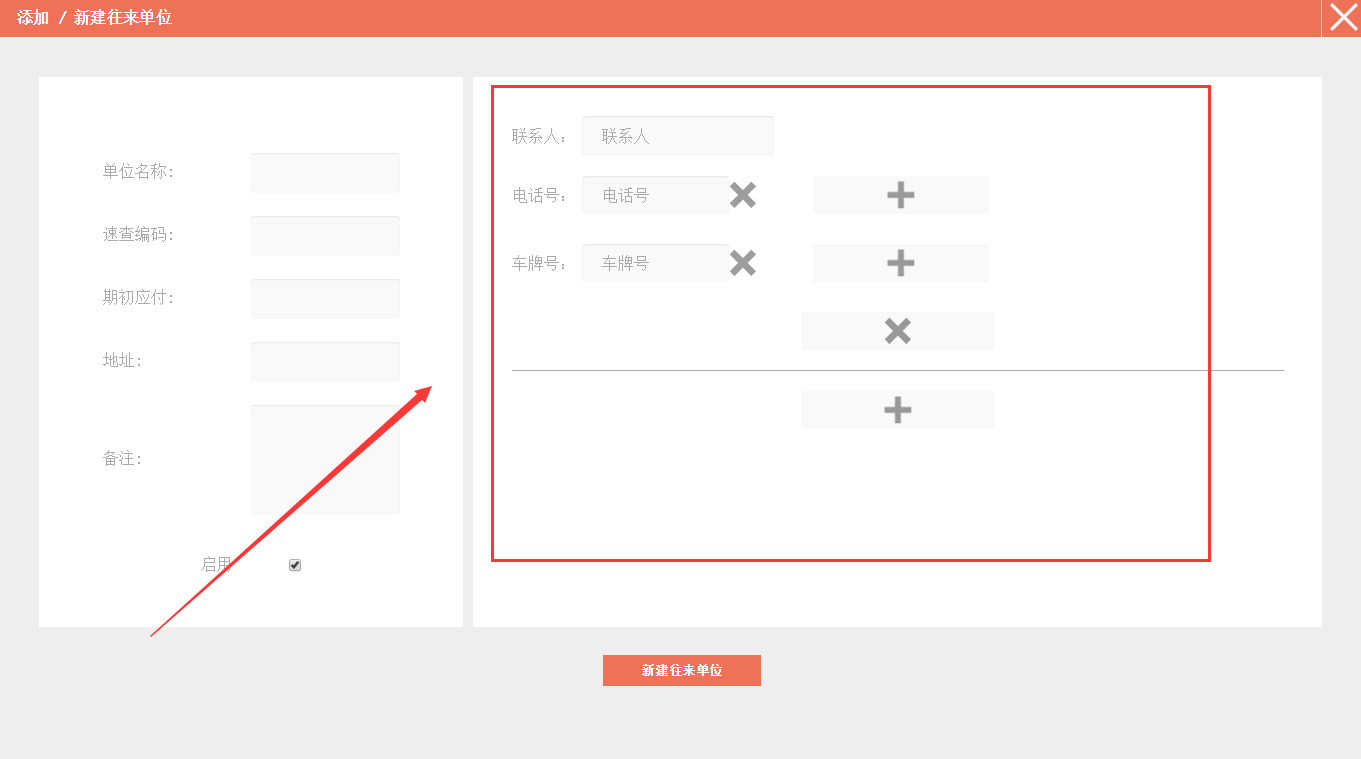 添加 / 新建往来单位
单位名称:
速查编码:
期初应付:
地址:
备注:
启用
联系人: 联系人
电话号: 电话号
车牌号: 车牌号
新建往来单位